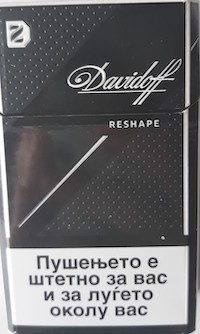 Davidoff
RESHAPE
Пушењето е
штетно за вас
и за луѓето
околу вас